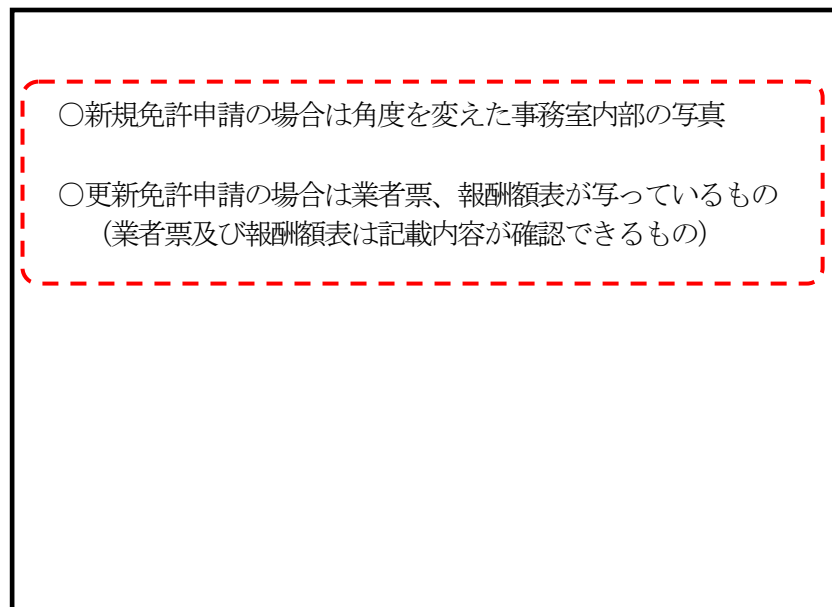 ○新規免許申請の場合は角度を変えた事務室内部の写真
○更新免許申請の場合は業者票、報酬額表が写っているもの
（業者票及び報酬額表は記載内容が確認できるもの）